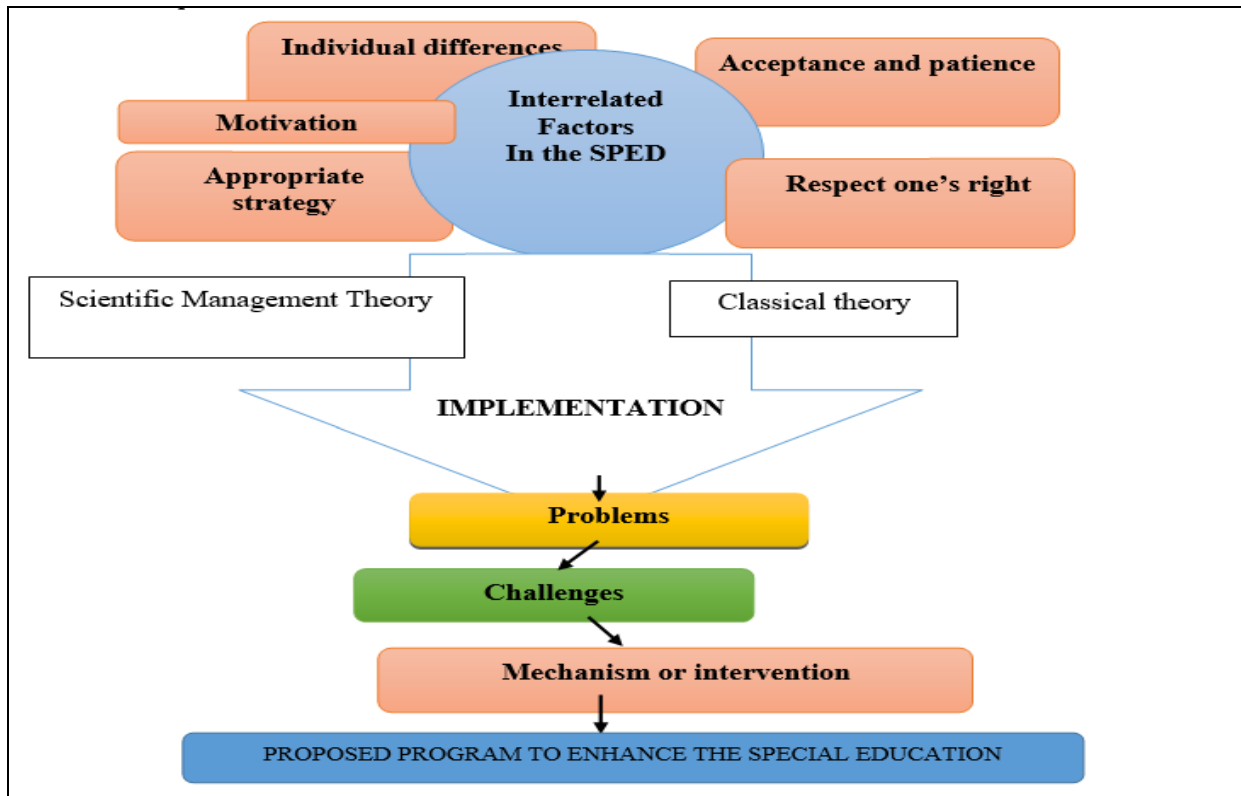 Individual differences
Interrelated
Factors
In the SPED
Acceptance and patience
Motivation
Appropriate
strategy
Respect one’s right
Scientific Management Theory
Classical theory
IMPLEMENTATION
Problems
Challenges
Mechanism or intervention
PROPOSED PROGRAM TO ENHANCE THE SPECIAL EDUCATION